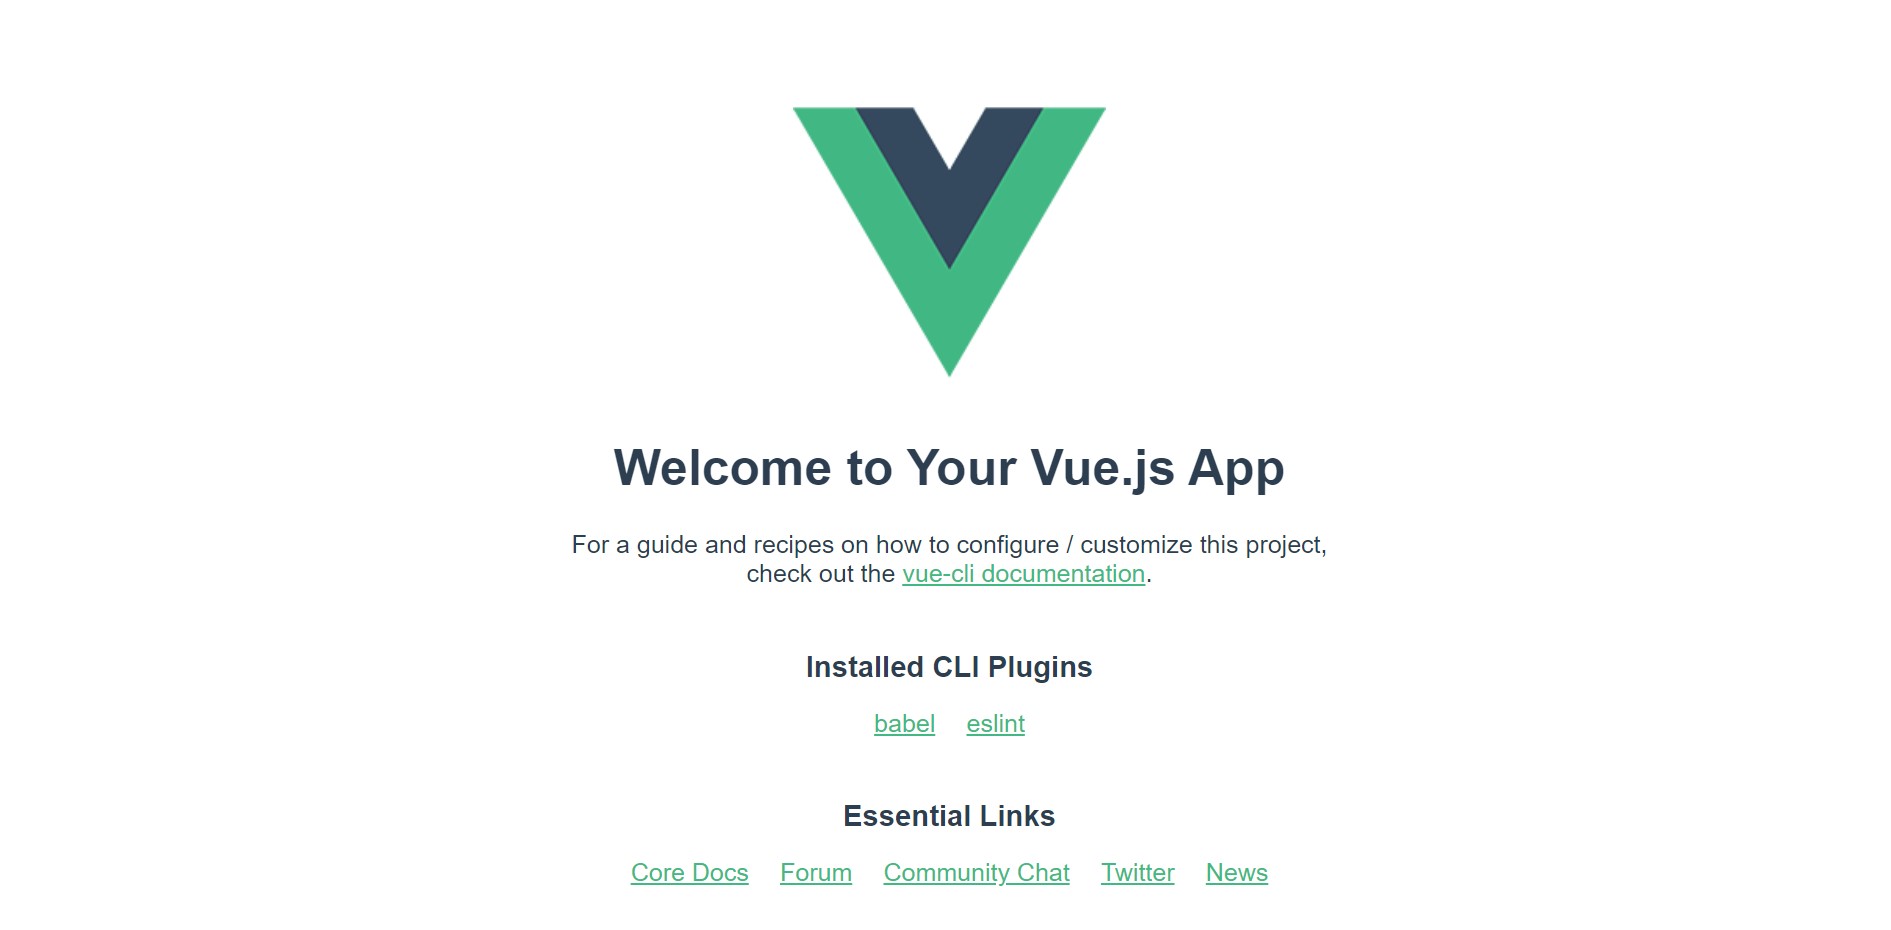 Welcome to Your Vue.js App
For a guide and recipes on how to configure / customize this project,
check out the vue-cli documentation.
Installed CLI Plugins
babel eslint
Essential Links
Core Docs Forum Community Chat Twitter News